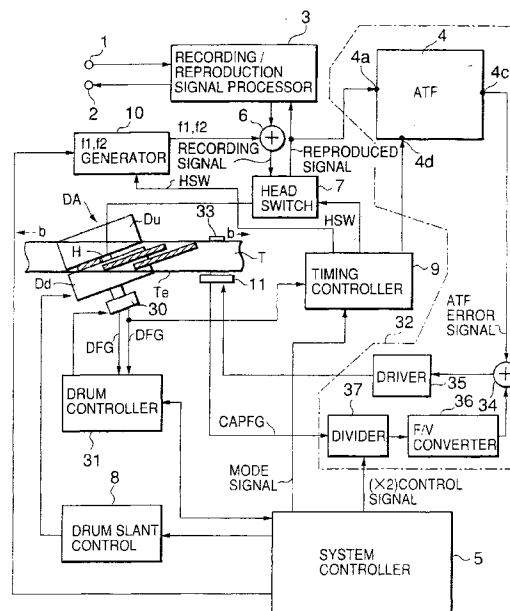 1
2
3
RECORDING /
REPRODUCTION
SIGNAL PROCESSOR
4
4a
4c
ATF
4d
10
f1,f2
GENERATOR
f1,f2
6
RECORDING
SIGNAL
REPRODUCED
SIGNAL
HEAD
SWITCH
7
HSW
HSW
DA
Du
33
b
b
H
T
Dd
Te
11
30
TIMING
CONTROLLER
9
ATF
ERROR
SIGNAL
DFG
DFG
32
DRIVER
35
34
DRUM
CONTROLLER
31
CAPFG
37
DIVIDER
36
F/V
CONVERTER
MODE
SIGNAL
(×2)CONTROL
SIGNAL
8
DRUM SLANT
CONTROL
SYSTEM
CONTROLLER
5